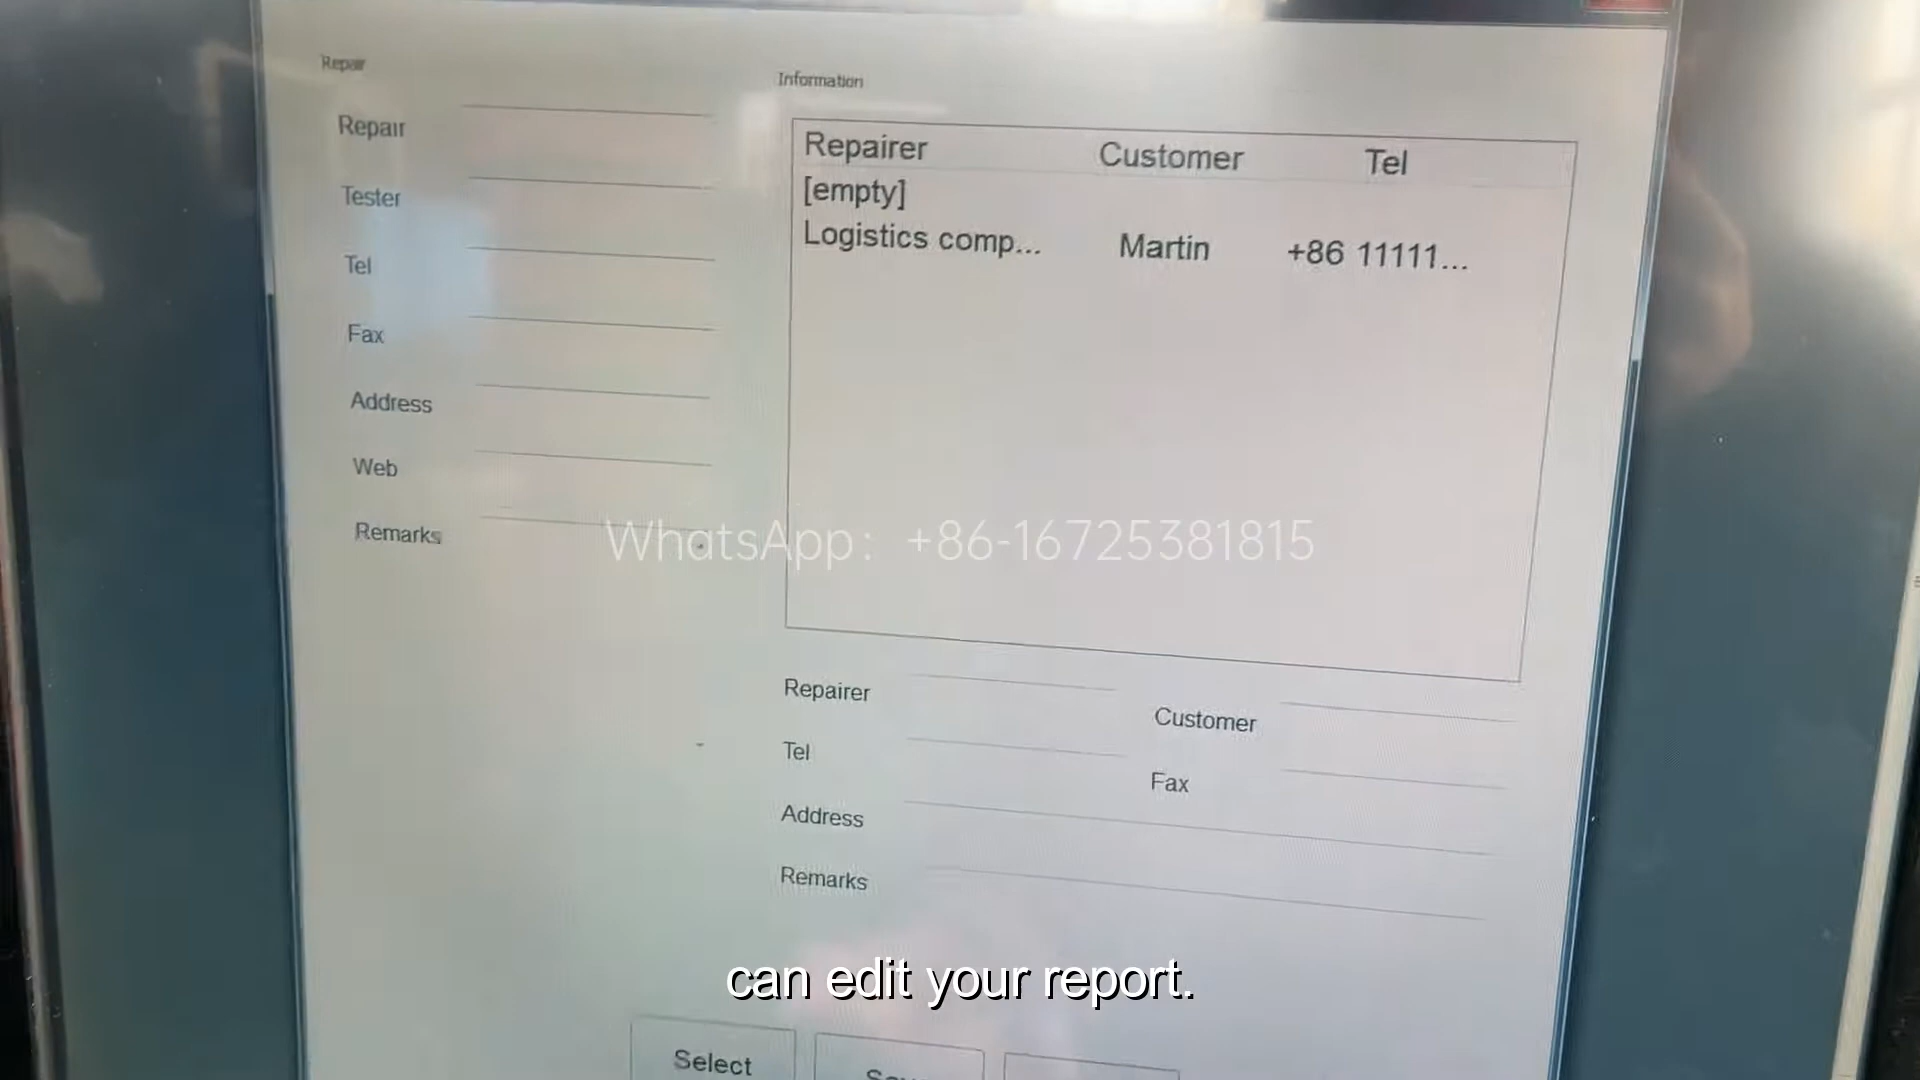 Repair
Information
Repair
Tester
Tel
Fax
Address
Web
Remarks
Repairer Customer Tel
[empty]
Logistics comp... Martin +86 11111...
WhatsApp: +86-16725381815
Repairer
Customer
Tel
Fax
Address
Remarks
can edit your report.
Select